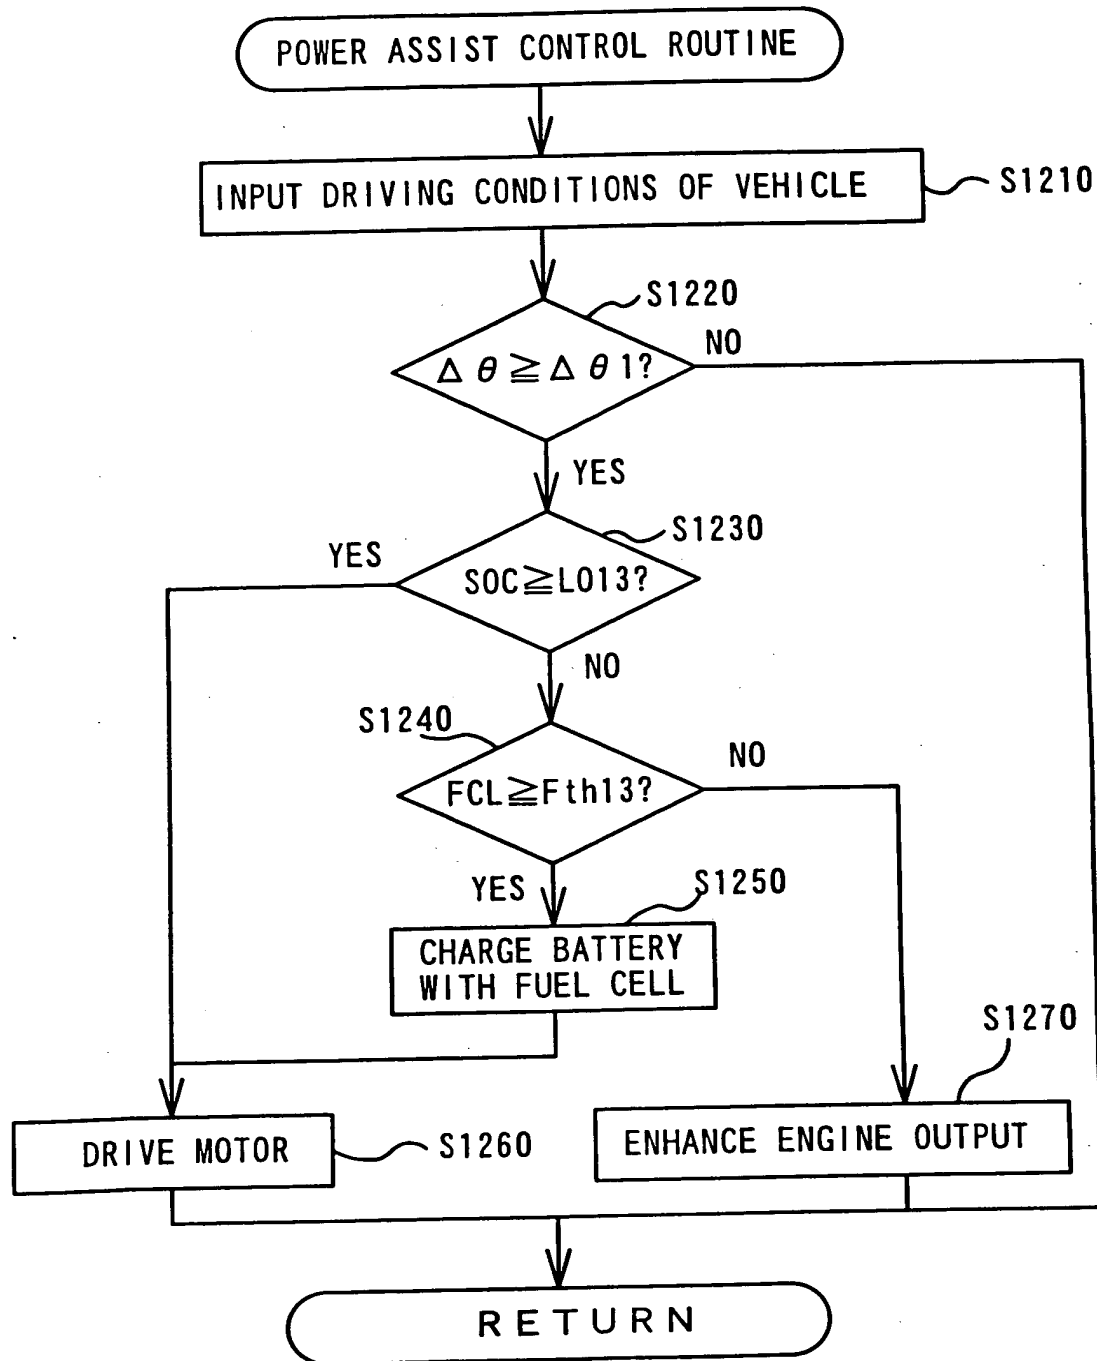 POWER ASSIST CONTROL ROUTINE
INPUT DRIVING CONDITIONS OF VEHICLE
S1210
S1220
Δθ≧Δθ1?
NO
YES
S1230
YES
SOC≧LO13?
NO
S1240
FCL≧Fth13?
NO
YES
S1250
CHARGE BATTERY
WITH FUEL CELL
S1270
DRIVE MOTOR
S1260
ENHANCE ENGINE OUTPUT
RETURN